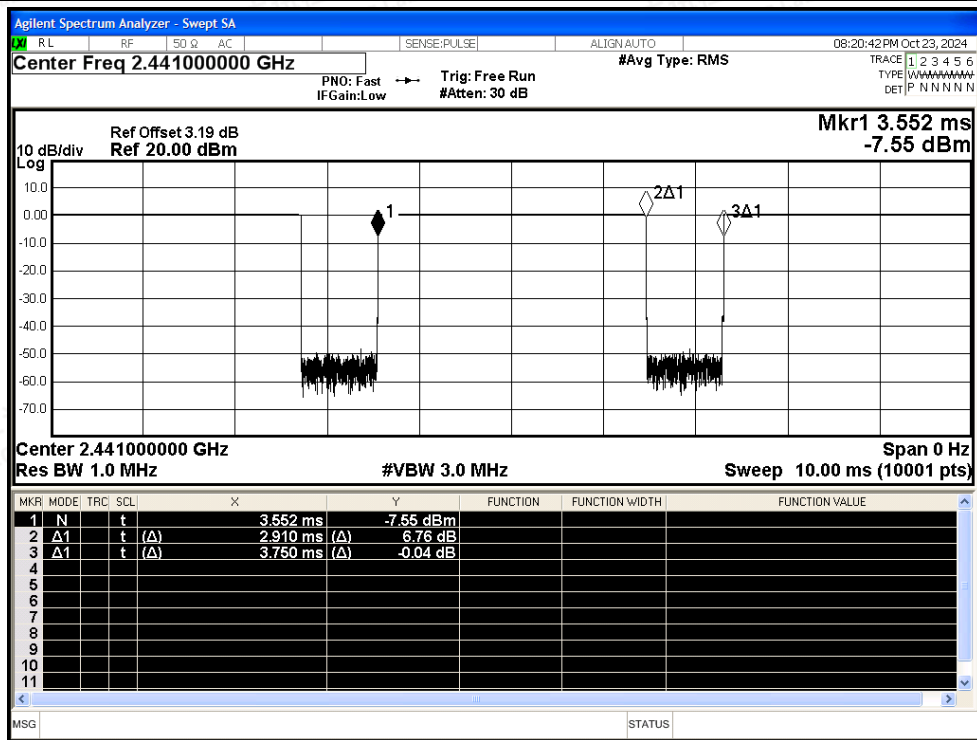 Agilent Spectrum Analyzer - Swept SA
LXI RL RF 50 Ω AC SENSE:PULSE ALIGN AUTO 08:20:42 PM Oct 23, 2024
Center Freq 2.441000000 GHz
PNO: Fast
IFGain:Low
Trig: Free Run
#Atten: 30 dB
#Avg Type: RMS
TRACE 1 2 3 4 5 6
TYPE
DET P N N N N N
Mkr1 3.552 ms
-7.55 dBm
Ref Offset 3.19 dB
10 dB/div Ref 20.00 dBm
Log
10.0
0.00
-10.0
-20.0
-30.0
-40.0
-50.0
-60.0
-70.0
1
2Δ1
3Δ1
Center 2.441000000 GHz Span 0 Hz
Res BW 1.0 MHz #VBW 3.0 MHz Sweep 10.00 ms (10001 pts)
MKR MODE TRC SCL X Y FUNCTION FUNCTION WIDTH FUNCTION VALUE
1 N t 3.552 ms -7.55 dBm
2 Δ1 t (Δ) 2.910 ms (Δ) 6.76 dB
3 Δ1 t (Δ) 3.750 ms (Δ) -0.04 dB
4
5
6
7
8
9
10
11
MSG STATUS